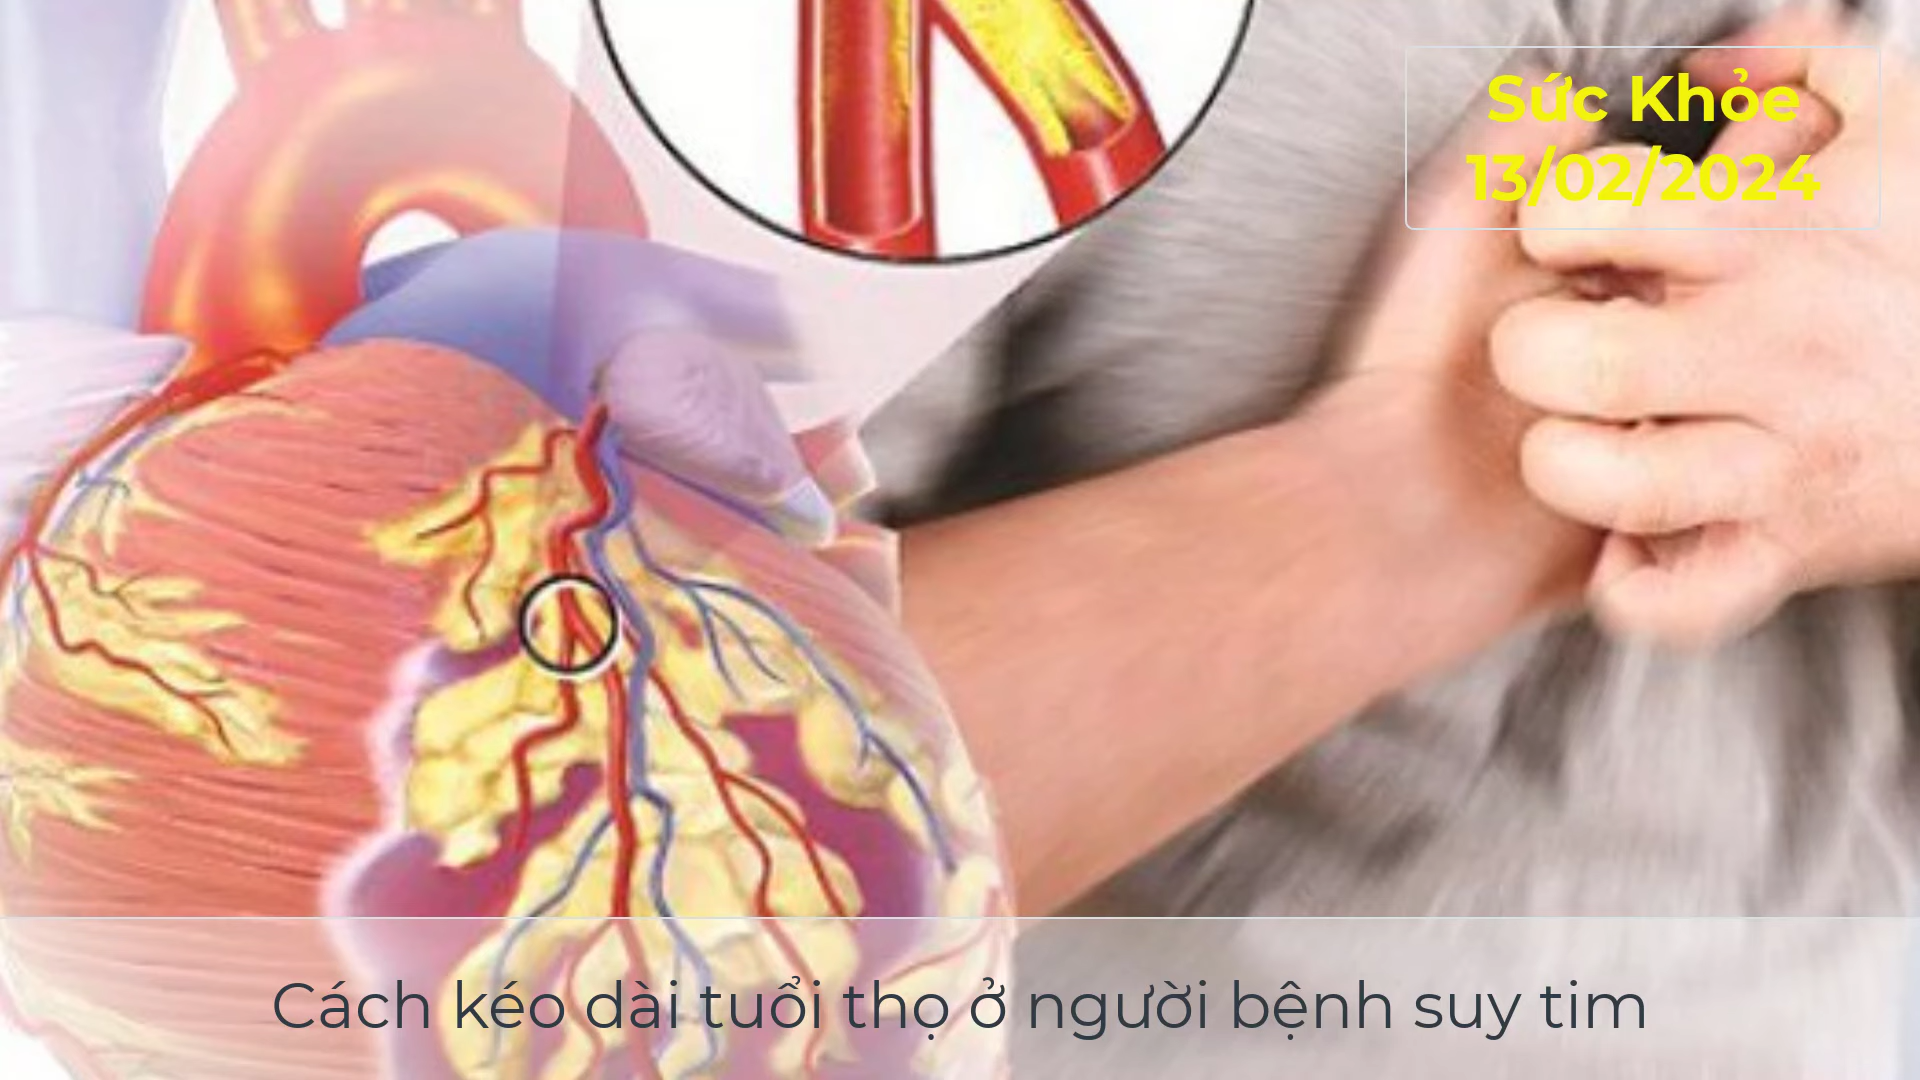 Sức Khỏe
13/02/2024
Cách kéo dài tuổi thọ ở người bệnh suy tim